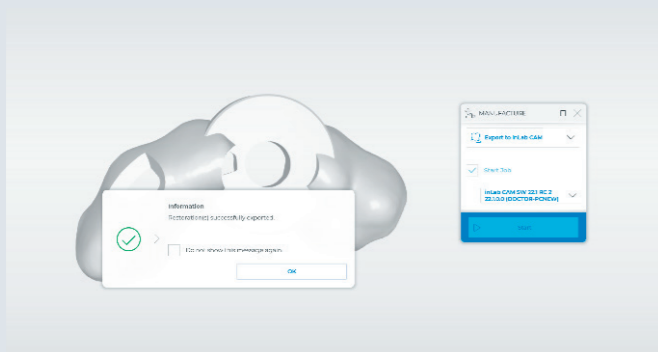 Information
Restoration(s) successfully exported.
Do not show this message again.
OK
MANUFACTURE
Export to inLab CAM
Start Job
inLab CAM SW 22.1 RC 2
22.1.0.0 (DOCTOR-PCNEW)